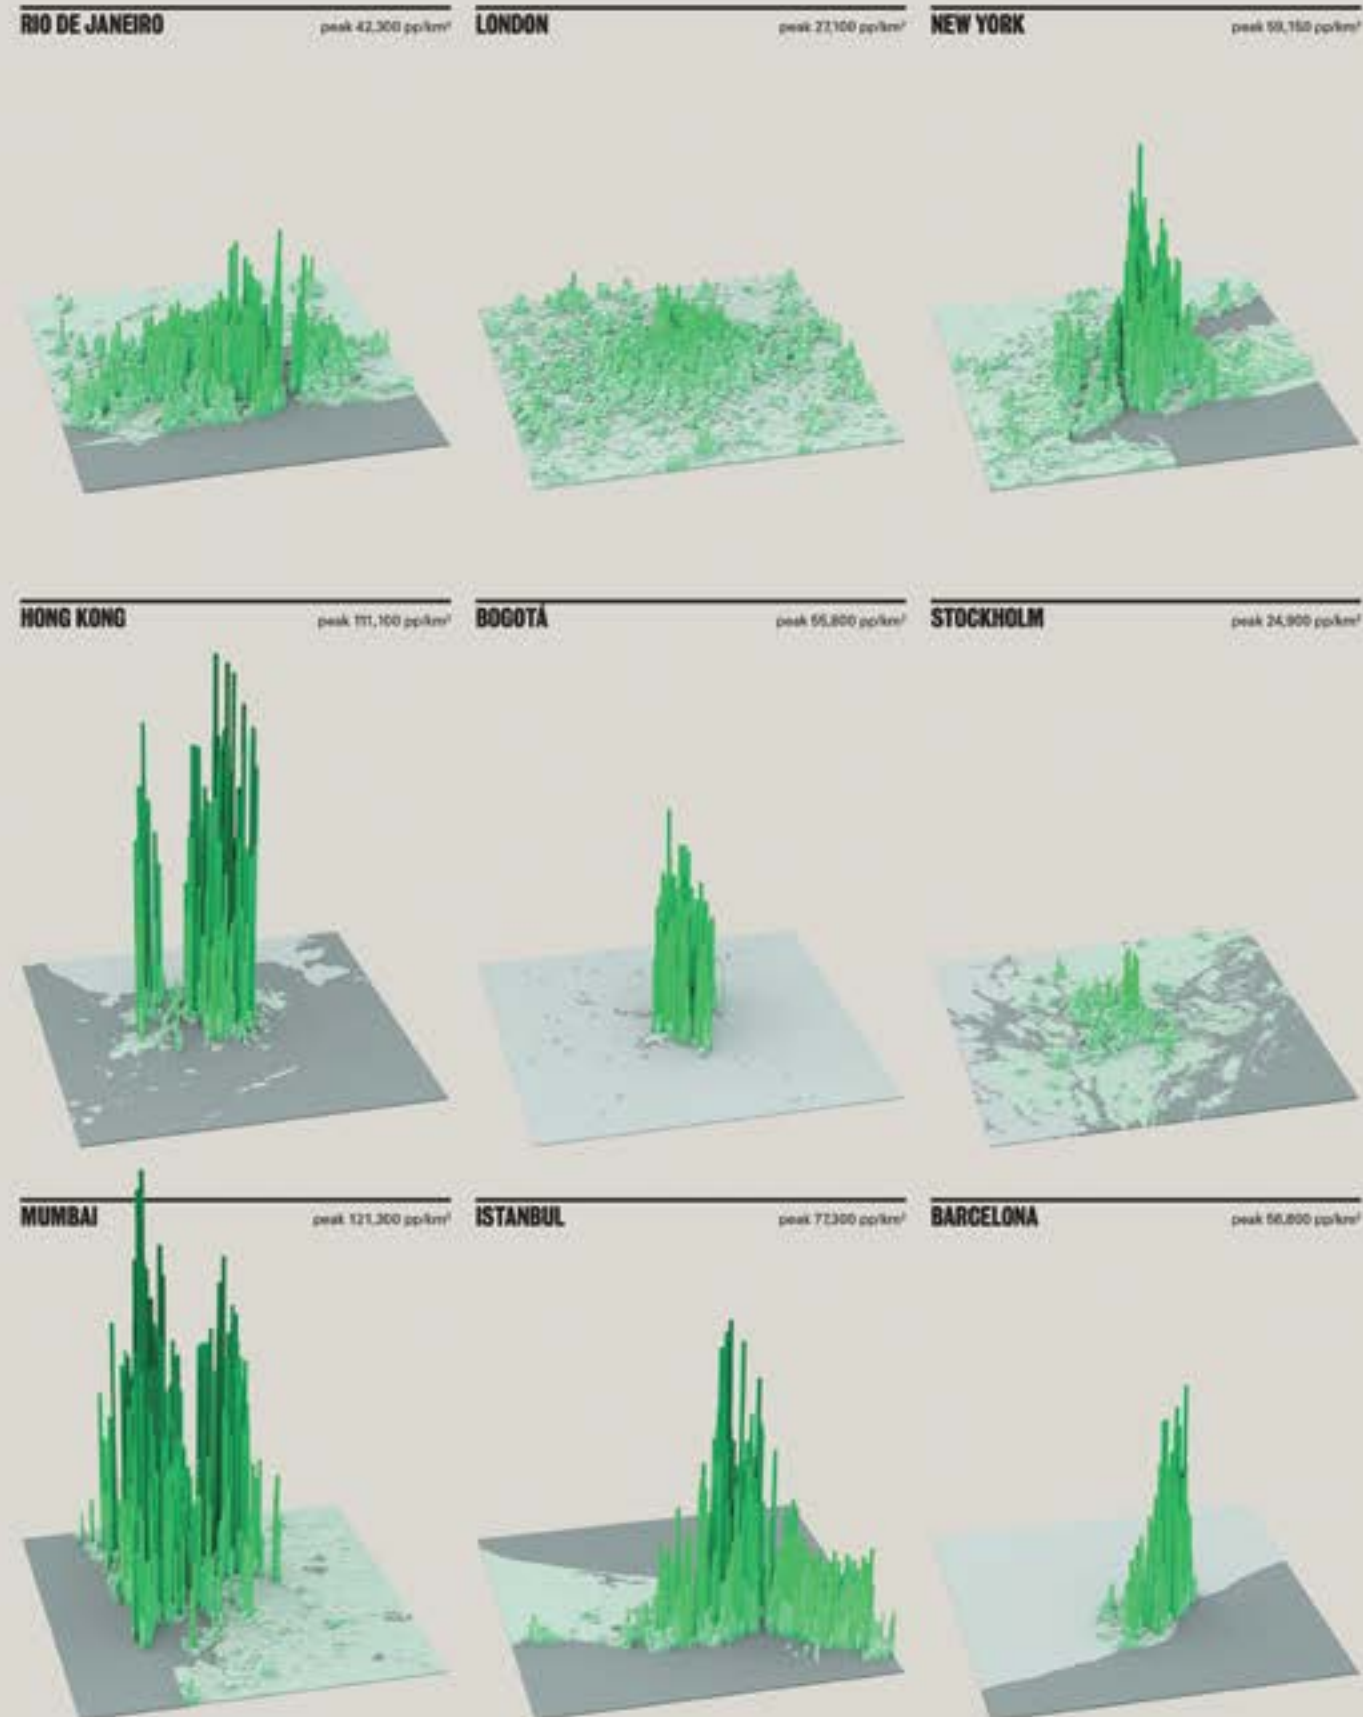 RIO DE JANEIRO peak 42,300 pp/km²
LONDON peak 27,100 pp/km²
NEW YORK peak 59,150 pp/km²
HONG KONG peak 111,100 pp/km²
BOGOTÁ peak 55,800 pp/km²
STOCKHOLM peak 24,900 pp/km²
MUMBAI peak 121,300 pp/km²
ISTANBUL peak 77,300 pp/km²
BARCELONA peak 56,800 pp/km²